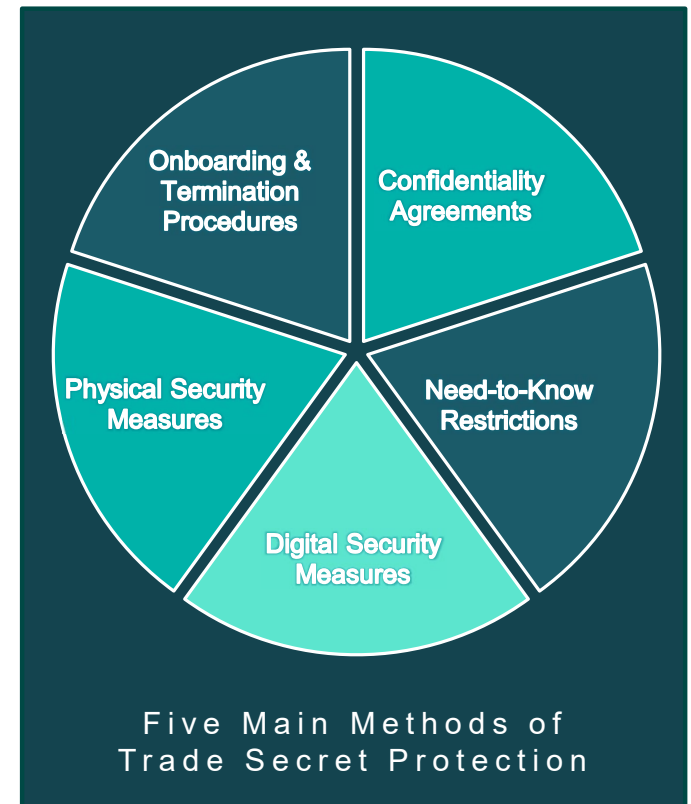 Onboarding &
Termination
Procedures
Confidentiality
Agreements
Need-to-Know
Restrictions
Digital Security
Measures
Physical Security
Measures
Five Main Methods of
Trade Secret Protection